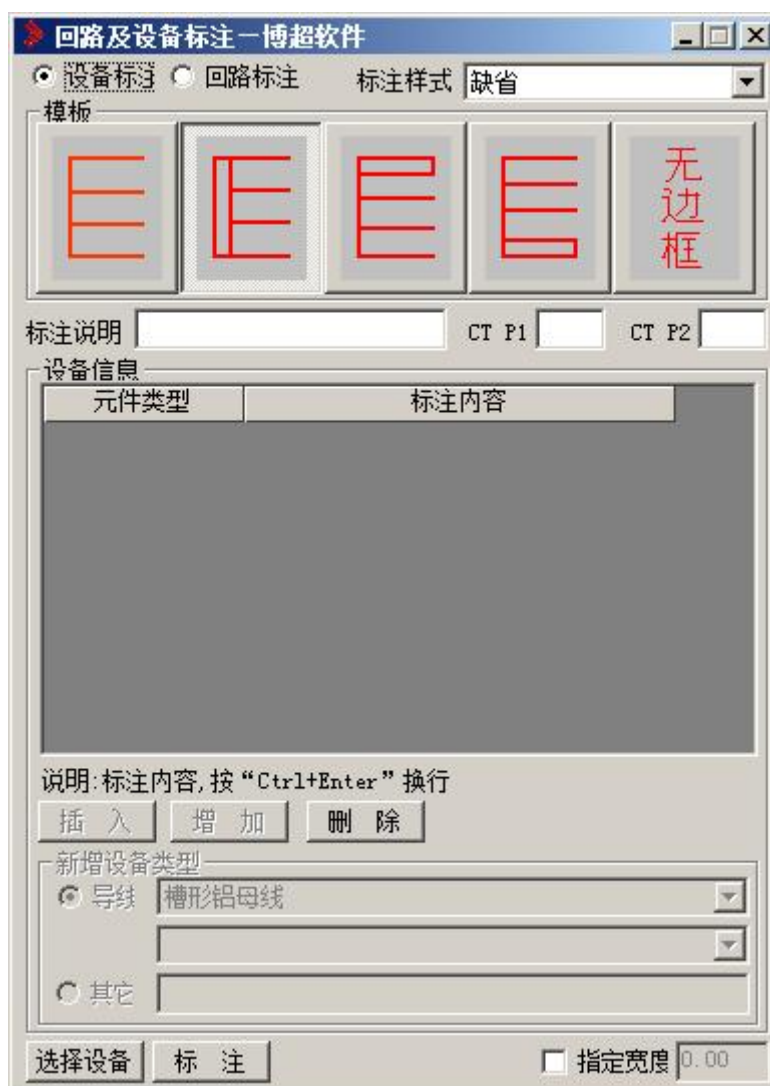 回路及设备标注－博超软件
设备标注 回路标注 标注样式 缺省
模板
无边框
标注说明 CT P1 CT P2
设备信息
元件类型 标注内容
说明:标注内容,按“Ctrl+Enter”换行
插 入 增 加 删 除
新增设备类型
导线 槽形铝母线
其它
选择设备 标 注 指定宽度 0.00